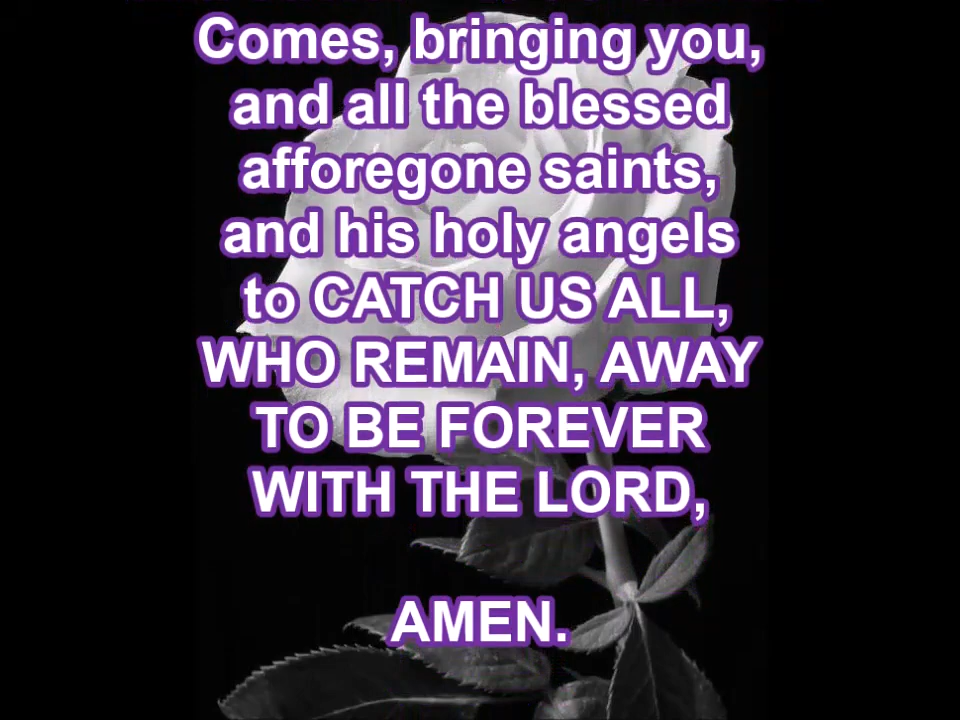 Comes, bringing you,
and all the blessed
afforegone saints,
and his holy angels
to CATCH US ALL,
WHO REMAIN, AWAY
TO BE FOREVER
WITH THE LORD,
AMEN.